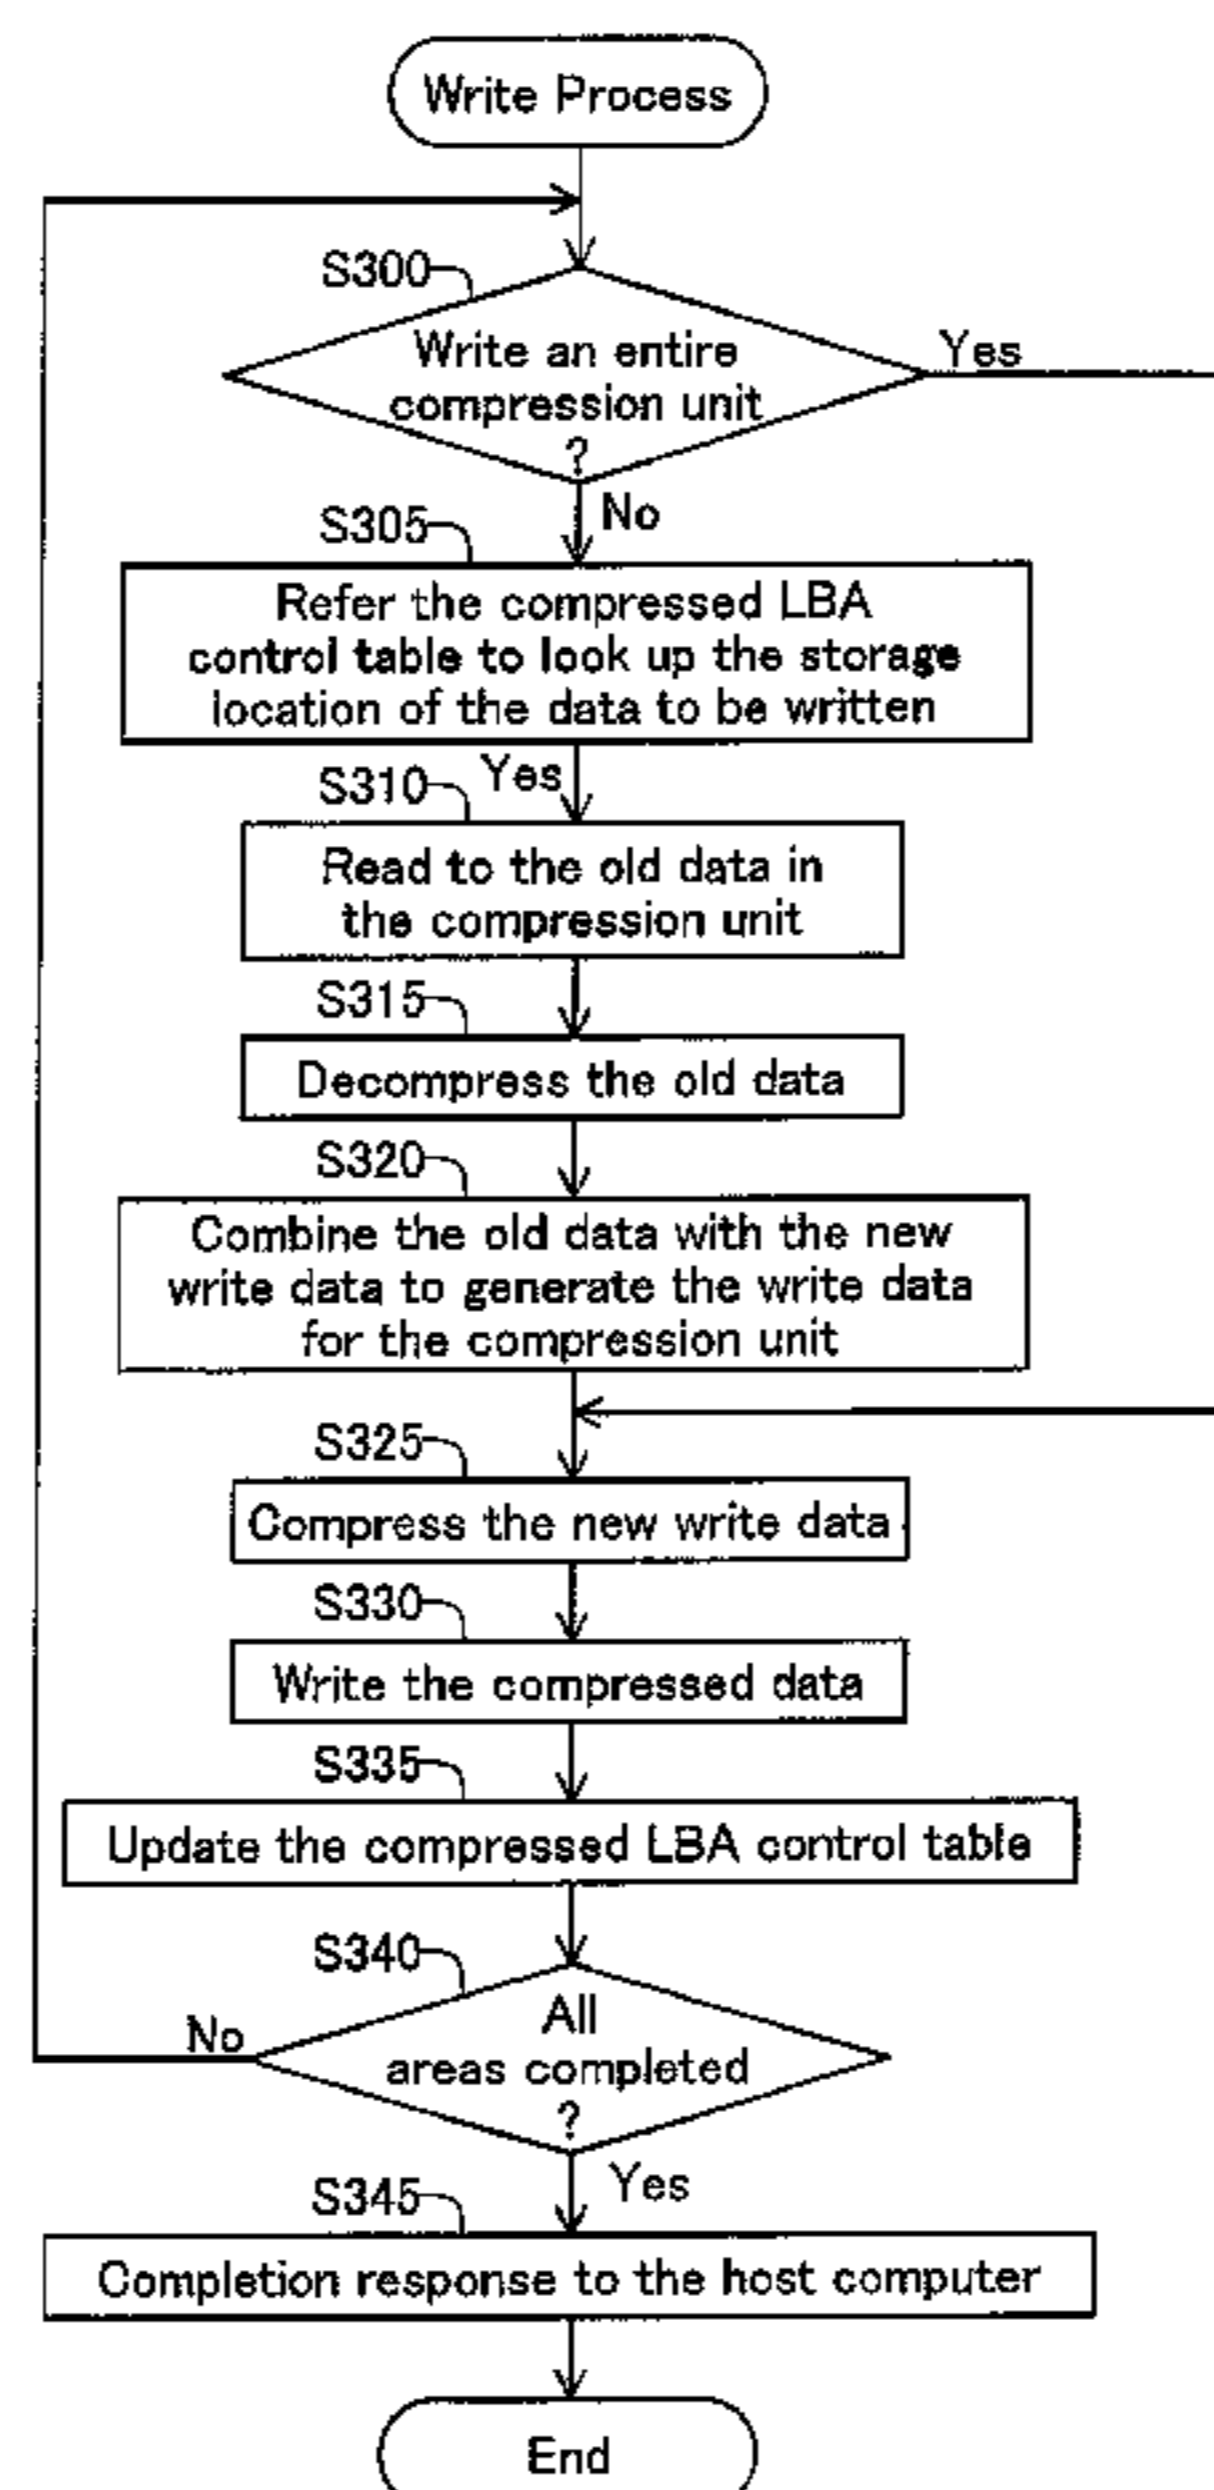 Write Process
S300
Write an entire
compression unit
?
Yes
No
S305
Refer the compressed LBA
control table to look up the storage
location of the data to be written
S310
Yes
Read to the old data in
the compression unit
S315
Decompress the old data
S320
Combine the old data with the new
write data to generate the write data
for the compression unit
S325
Compress the new write data
S330
Write the compressed data
S335
Update the compressed LBA control table
S340
All
areas completed
?
No
Yes
S345
Completion response to the host computer
End